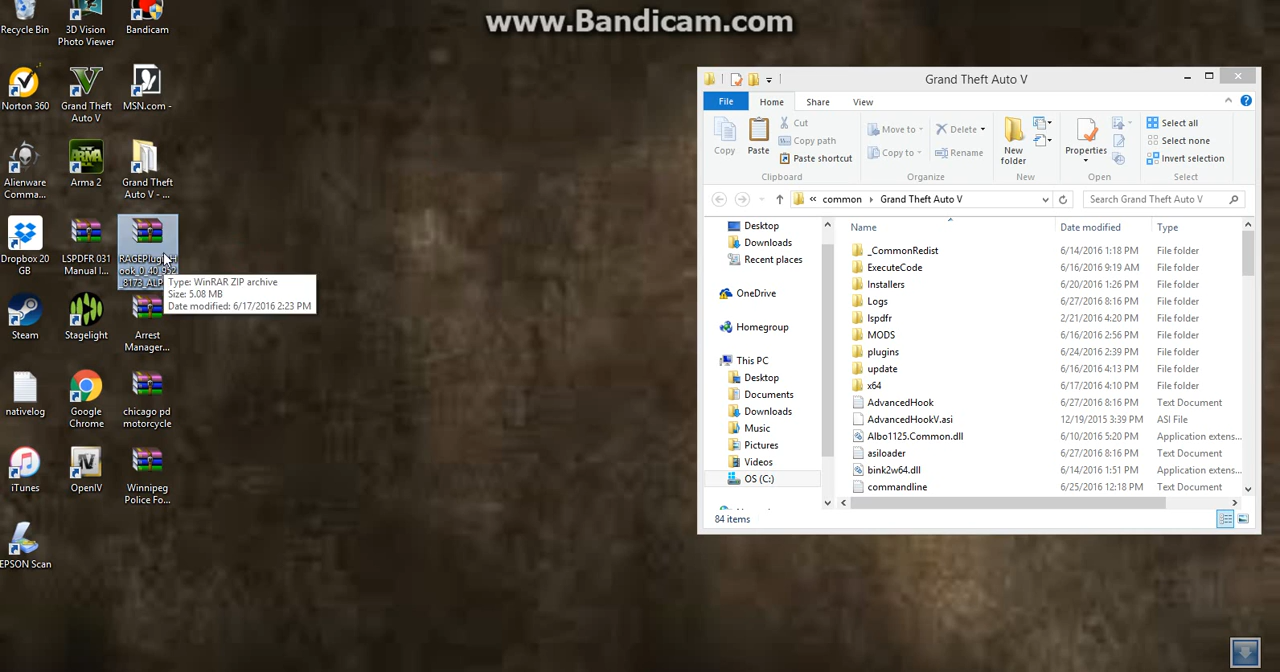 www.Bandicam.com
Recycle Bin
3D Vision
Photo Viewer
Bandicam
Norton 360
Grand Theft
Auto V
MSN.com -
Alienware
Comma...
Arma 2
Grand Theft
Auto V - ...
Dropbox 20
GB
LSPDFR 031
Manual I...
RAGEPlug
ook_0_40_952
8173_ALP
Type: WinRAR ZIP archive
Size: 5.08 MB
Date modified: 6/17/2016 2:23 PM
Steam
Stagelight
Arrest
Manager...
nativelog
Google
Chrome
chicago pd
motorcycle
iTunes
OpenIV
Winnipeg
Police Fo...
EPSON Scan
Grand Theft Auto V
File
Home
Share
View
Copy
Paste
Cut
Copy path
Paste shortcut
Clipboard
Move to
Copy to
Delete
Rename
Organize
New
folder
New
Properties
Open
Select all
Select none
Invert selection
Select
« common › Grand Theft Auto V
Search Grand Theft Auto V
Desktop
Downloads
Recent places
OneDrive
Homegroup
This PC
Desktop
Documents
Downloads
Music
Pictures
Videos
OS (C:)
Name Date modified Type
_CommonRedist 6/14/2016 1:18 PM File folder
ExecuteCode 6/16/2016 9:19 AM File folder
Installers 6/20/2016 1:26 PM File folder
Logs 6/27/2016 8:16 PM File folder
lspdfr 2/21/2016 4:20 PM File folder
MODS 6/16/2016 2:56 PM File folder
plugins 6/24/2016 2:39 PM File folder
update 6/16/2016 4:13 PM File folder
x64 6/17/2016 4:10 PM File folder
AdvancedHook 6/27/2016 8:16 PM Text Document
AdvancedHookV.asi 12/19/2015 3:39 PM ASI File
Albo1125.Common.dll 6/10/2016 5:20 PM Application extens...
asiloader 6/27/2016 8:16 PM Text Document
bink2w64.dll 6/14/2016 1:51 PM Application extens...
commandline 6/25/2016 12:18 PM Text Document
84 items